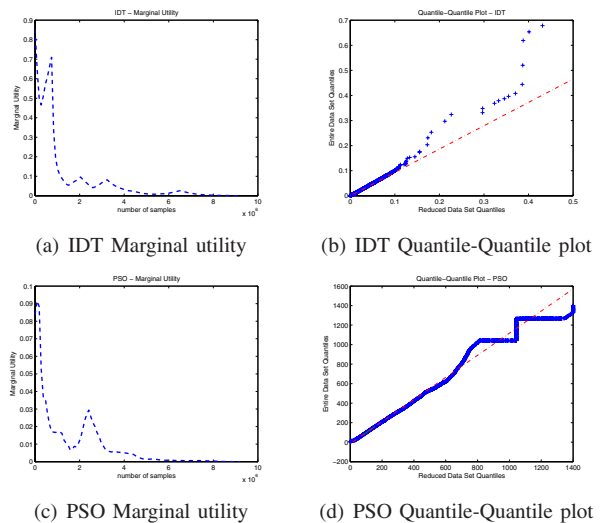 IDT – Marginal Utility
Marginal Utility
0.9
0.8
0.7
0.6
0.5
0.4
0.3
0.2
0.1
0
0 2 4 6 8 10
number of samples
(a) IDT Marginal utility
Quantile–Quantile Plot – IDT
Entire Data Set Quantiles
0.7
0.6
0.5
0.4
0.3
0.2
0.1
0
0 0.1 0.2 0.3 0.4 0.5
Reduced Data Set Quantiles
(b) IDT Quantile-Quantile plot
PSO – Marginal Utility
Marginal Utility
0.1
0.09
0.08
0.07
0.06
0.05
0.04
0.03
0.02
0.01
0
0 2 4 6 8 10
number of samples
(c) PSO Marginal utility
Quantile–Quantile Plot – PSO
Entire Data Set Quantiles
1600
1400
1200
1000
800
600
400
200
0
−200
0 200 400 600 800 1000 1200 1400
Reduced Data Set Quantiles
(d) PSO Quantile-Quantile plot